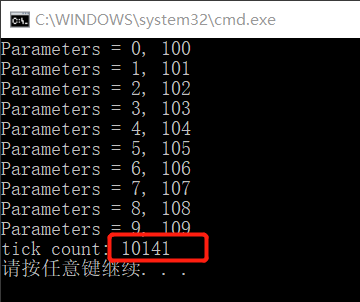 C:\WINDOWS\system32\cmd.exe
Parameters = 0, 100
Parameters = 1, 101
Parameters = 2, 102
Parameters = 3, 103
Parameters = 4, 104
Parameters = 5, 105
Parameters = 6, 106
Parameters = 7, 107
Parameters = 8, 108
Parameters = 9, 109
tick count: 10141
请按任意键继续. . .